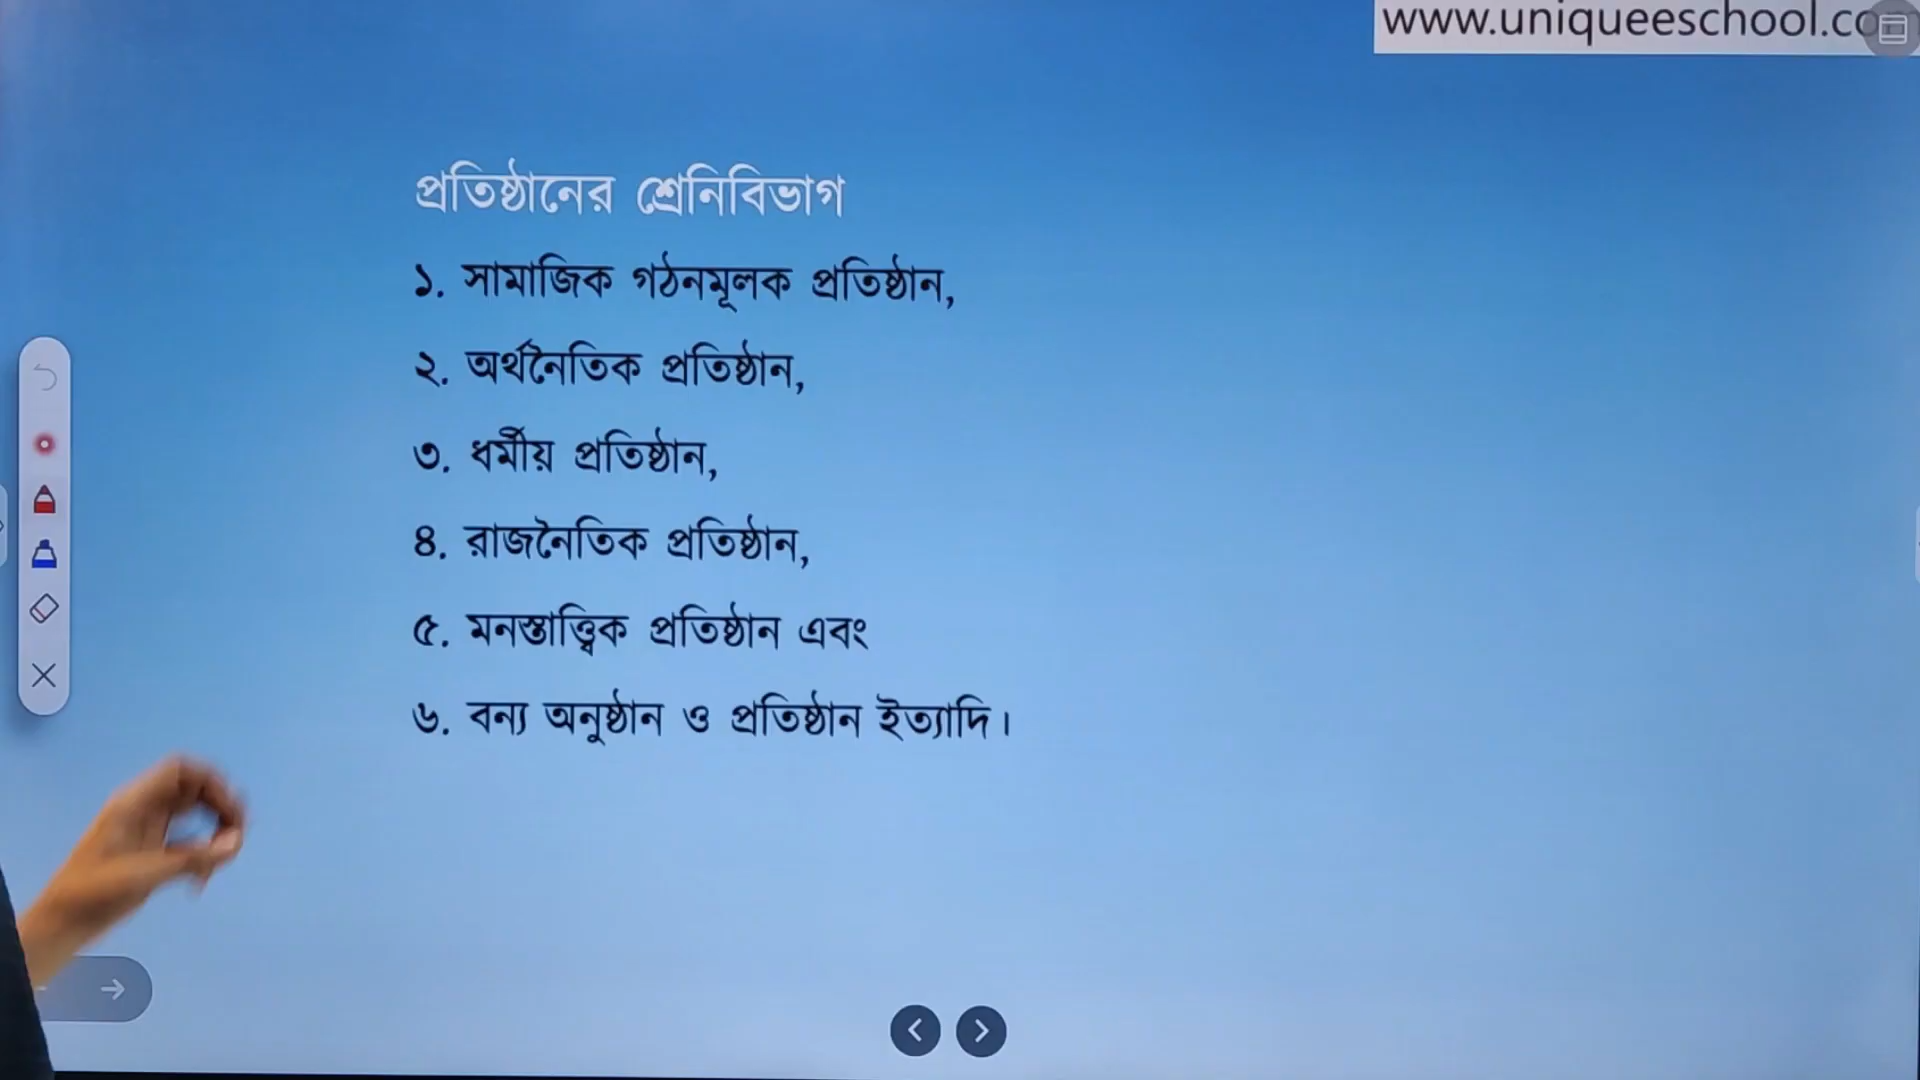 www.uniqueeschool.com
প্রতিষ্ঠানের শ্রেনিবিভাগ
১. সামাজিক গঠনমূলক প্রতিষ্ঠান,
২. অর্থনৈতিক প্রতিষ্ঠান,
৩. ধর্মীয় প্রতিষ্ঠান,
৪. রাজনৈতিক প্রতিষ্ঠান,
৫. মনস্তাত্ত্বিক প্রতিষ্ঠান এবং
৬. বন্য অনুষ্ঠান ও প্রতিষ্ঠান ইত্যাদি।